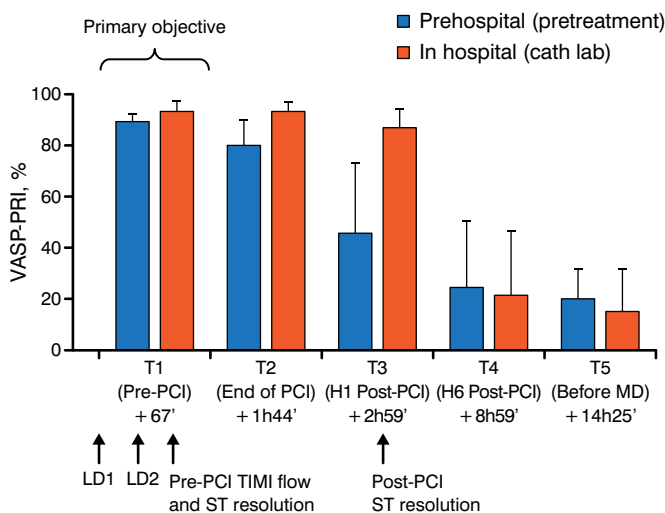 Primary objective
Prehospital (pretreatment)
In hospital (cath lab)
VASP-PRI, %
100
80
60
40
20
0
T1
(Pre-PCI)
+ 67’
T2
(End of PCI)
+ 1h44’
T3
(H1 Post-PCI)
+ 2h59’
T4
(H6 Post-PCI)
+ 8h59’
T5
(Before MD)
+ 14h25’
LD1
LD2
Pre-PCI TIMI flow
and ST resolution
Post-PCI
ST resolution